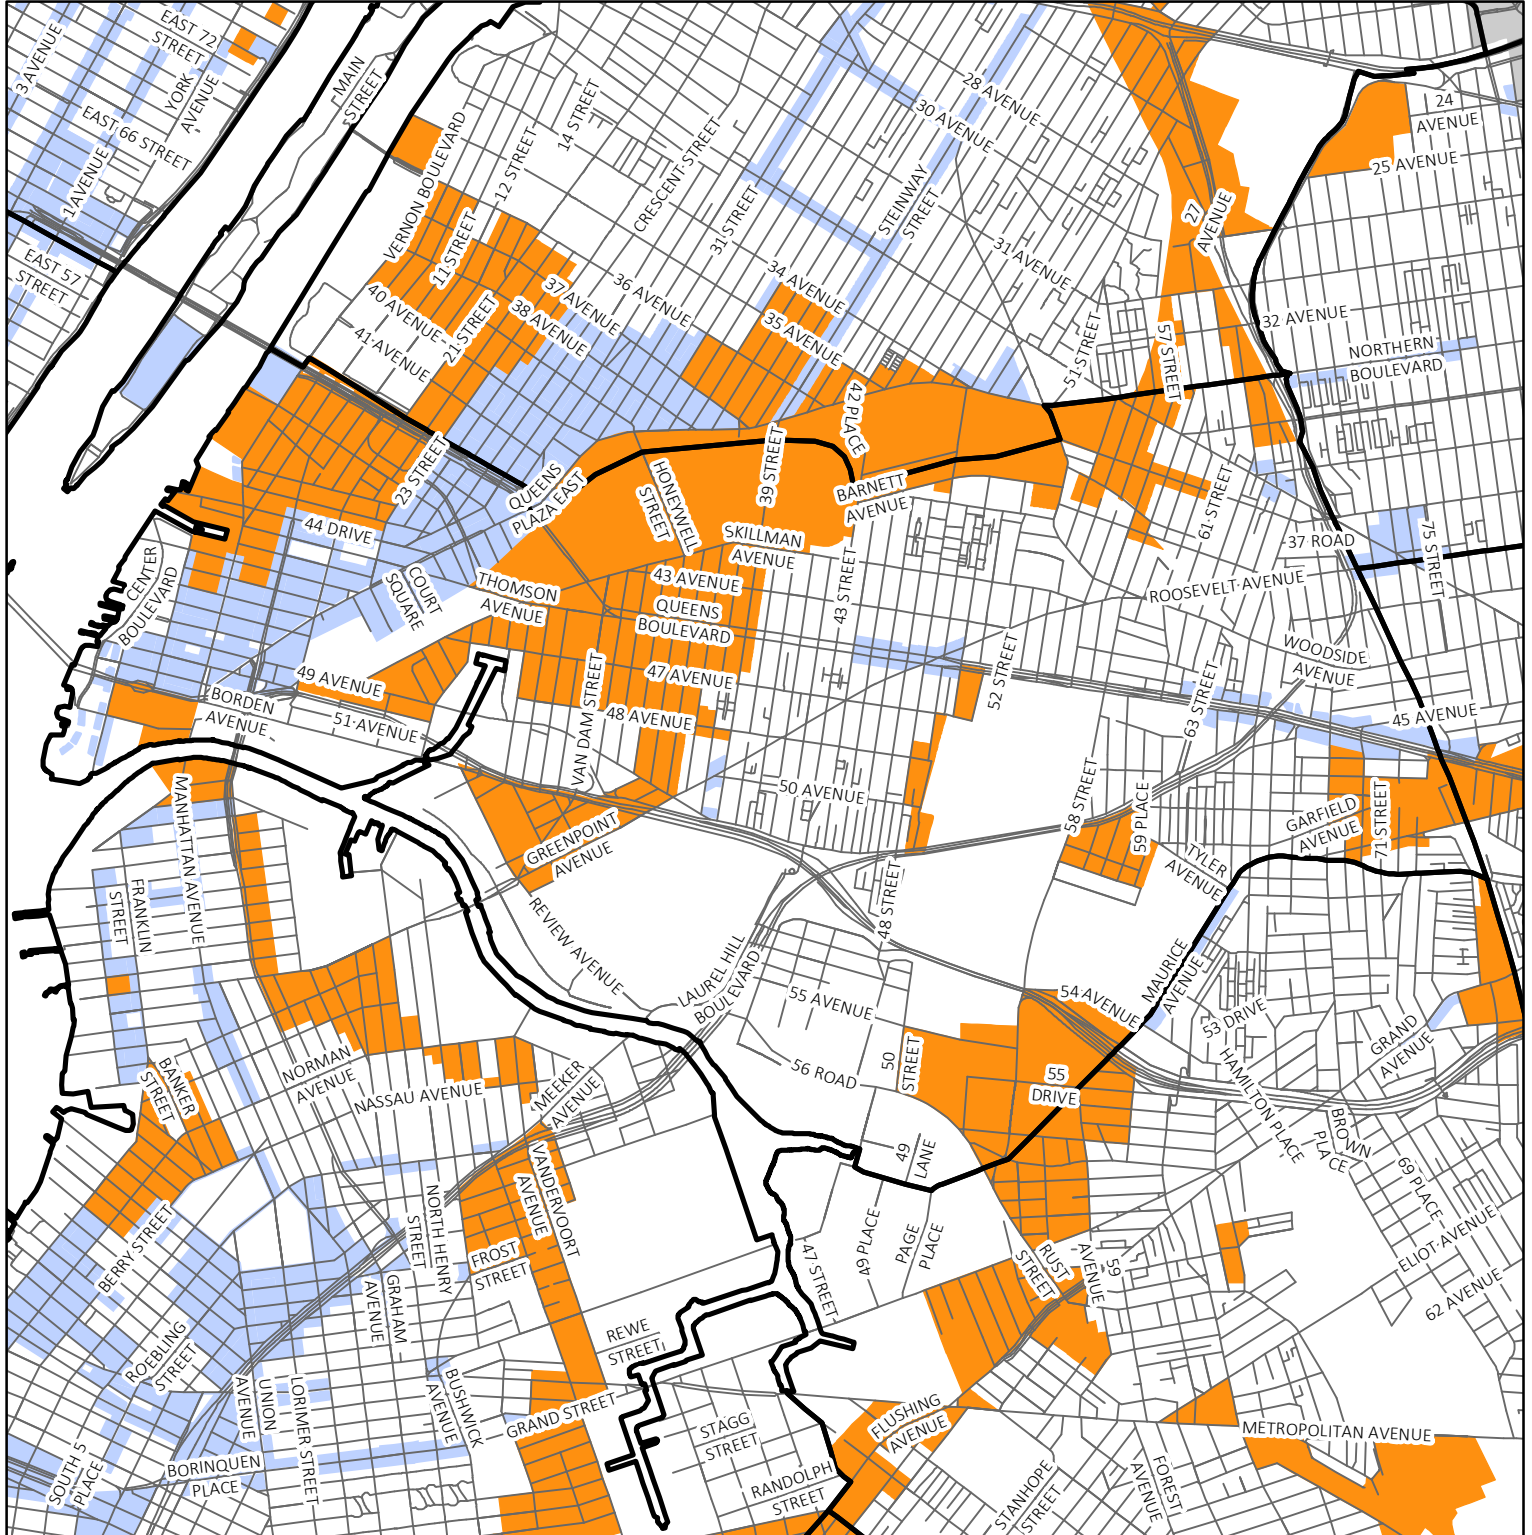 EAST 72
STREET
3 AVENUE
YORK
AVENUE
MAIN
STREET
EAST 66 STREET
1 AVENUE
EAST 57
STREET
VERNON BOULEVARD
12 STREET
14 STREET
CRESCENT STREET
31 STREET
28 AVENUE
30 AVENUE
STEINWAY
STREET
31 AVENUE
24
AVENUE
25 AVENUE
27
AVENUE
11 STREET
40 AVENUE
41 AVENUE
21 STREET
37 AVENUE
38 AVENUE
36 AVENUE
34 AVENUE
35 AVENUE
51 STREET
57 STREET
32 AVENUE
NORTHERN
BOULEVARD
42 PLACE
39 STREET
23 STREET
QUEENS
PLAZA EAST
HONEYWELL
STREET
BARNETT
AVENUE
61 STREET
44 DRIVE
SKILLMAN
AVENUE
37 ROAD
75 STREET
CENTER
BOULEVARD
COURT
SQUARE
THOMSON
AVENUE
43 AVENUE
QUEENS
BOULEVARD
43 STREET
ROOSEVELT AVENUE
WOODSIDE
AVENUE
52 STREET
63 STREET
49 AVENUE
BORDEN
AVENUE
51 AVENUE
VAN DAM STREET
47 AVENUE
48 AVENUE
45 AVENUE
50 AVENUE
58 STREET
59 PLACE
GARFIELD
AVENUE
71 STREET
MANHATTAN AVENUE
GREENPOINT
AVENUE
TYLER
AVENUE
FRANKLIN
STREET
REVIEW AVENUE
48 STREET
LAUREL HILL
BOULEVARD
55 AVENUE
54 AVENUE
MAURICE
AVENUE
53 DRIVE
GRAND
AVENUE
BANKER
STREET
NORMAN
AVENUE
NASSAU AVENUE
MEEKER
AVENUE
56 ROAD
50
STREET
55
DRIVE
HAMILTON PLACE
BROWN
PLACE
49
LANE
69 PLACE
VANDERVOORT
AVENUE
BERRY STREET
NORTH HENRY
STREET
FROST
STREET
47 STREET
49 PLACE
PAGE
PLACE
RUST
STREET
59
AVENUE
ELIOT AVENUE
62 AVENUE
GRAHAM
AVENUE
ROEBLING
STREET
REWE
STREET
UNION
AVENUE
LORIMER STREET
BUSHWICK
AVENUE
GRAND STREET
STAGG
STREET
FLUSHING
AVENUE
METROPOLITAN AVENUE
SOUTH 5
PLACE
BORINQUEN
PLACE
RANDOLPH
STREET
STANHOPE
STREET
FOREST
AVENUE